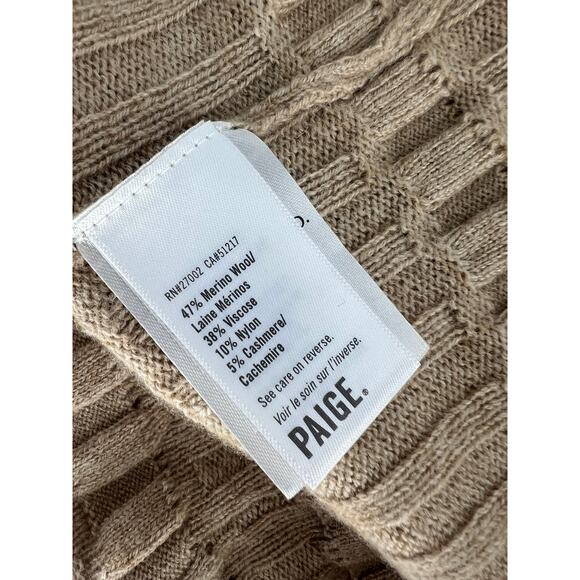 RN#27002 CA#51217
47% Merino Wool/
Laine Mérinos
38% Viscose
10% Nylon
5% Cashmere/
Cachemire
See care on reverse.
Voir le soin sur l'inverse.
PAIGE®